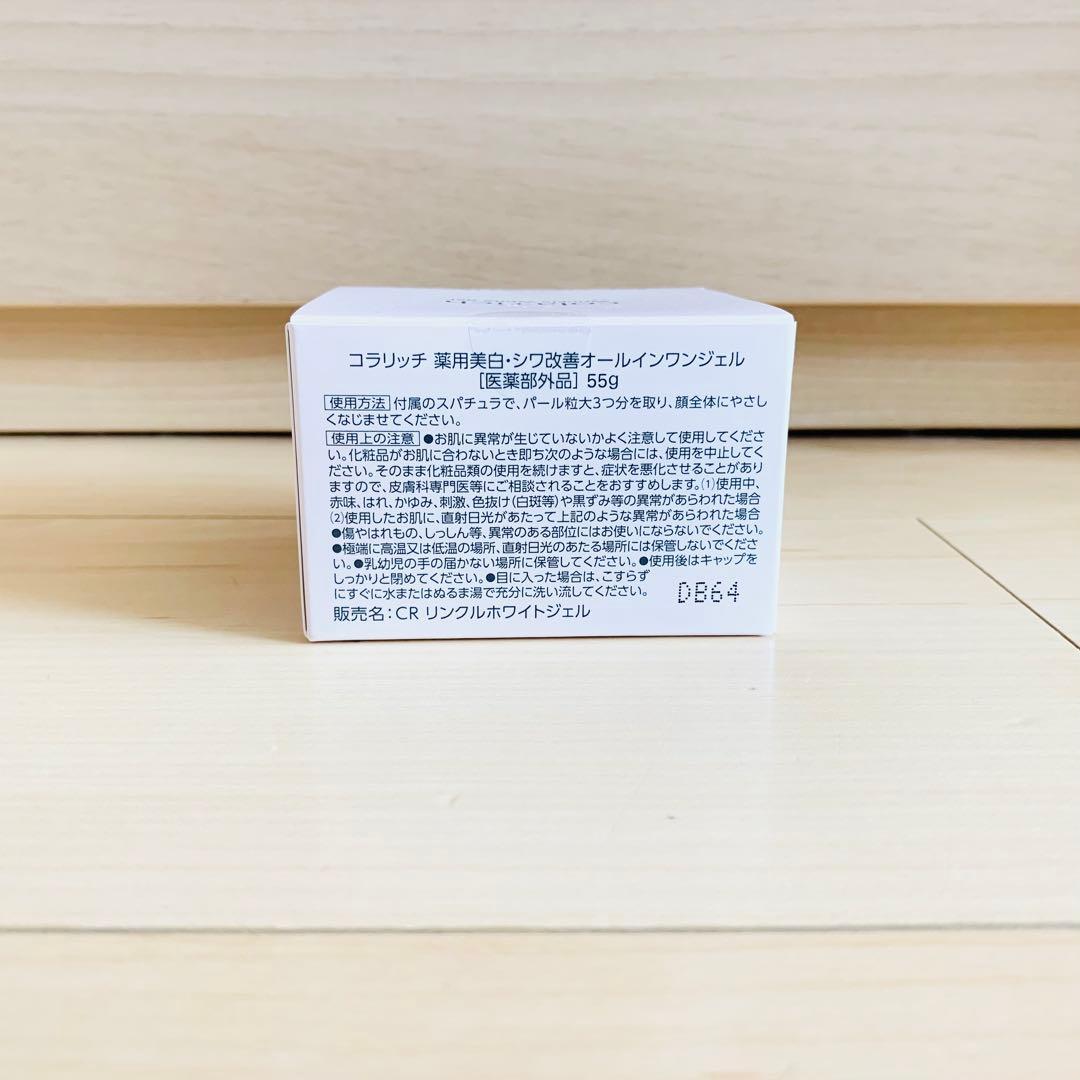 コラリッチ 薬用美白・シワ改善オールインワンジェル
[医薬部外品] 55g
使用方法 付属のスパチュラで、パール粒大3つ分を取り、顔全体にやさし
くなじませてください。
使用上の注意 ●お肌に異常が生じていないかよく注意して使用してくださ
い。化粧品がお肌に合わないとき即ち次のような場合には、使用を中止してく
ださい。そのまま化粧品類の使用を続けますと、症状を悪化させることがあり
ますので、皮膚科専門医等にご相談されることをおすすめします。(1)使用中、
赤味、はれ、かゆみ、刺激、色抜け(白斑等)や黒ずみ等の異常があらわれた場合
(2)使用したお肌に、直射日光があたって上記のような異常があらわれた場合
●傷やはれもの、しっしん等、異常のある部位にはお使いにならないでください。
●極端に高温又は低温の場所、直射日光のあたる場所には保管しないでくださ
い。●乳幼児の手の届かない場所に保管してください。●使用後はキャップを
しっかりと閉めてください。●目に入った場合は、こすらず
にすぐに水またはぬるま湯で充分に洗い流してください。
DB64
販売名：CR リンクルホワイトジェル